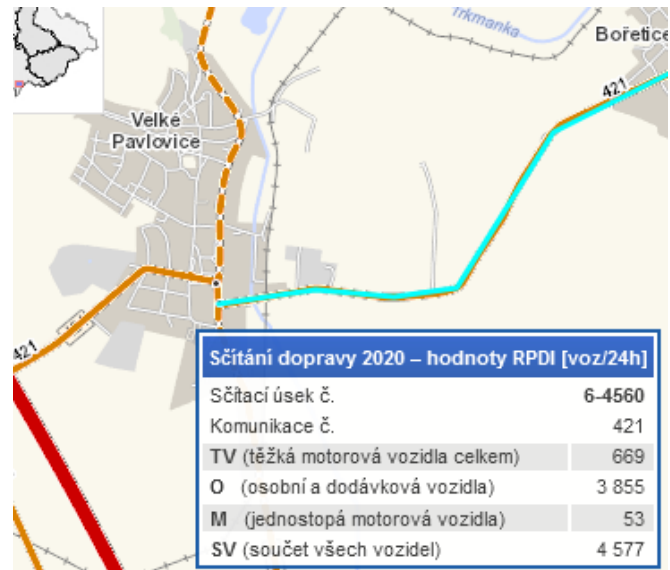 Trkmanka
Bořetice
421
Velké
Pavlovice
421
Sčítání dopravy 2020 – hodnoty RPDI [voz/24h]
Sčítací úsek č. 6-4560
Komunikace č. 421
TV (těžká motorová vozidla celkem) 669
O (osobní a dodávková vozidla) 3 855
M (jednostopá motorová vozidla) 53
SV (součet všech vozidel) 4 577